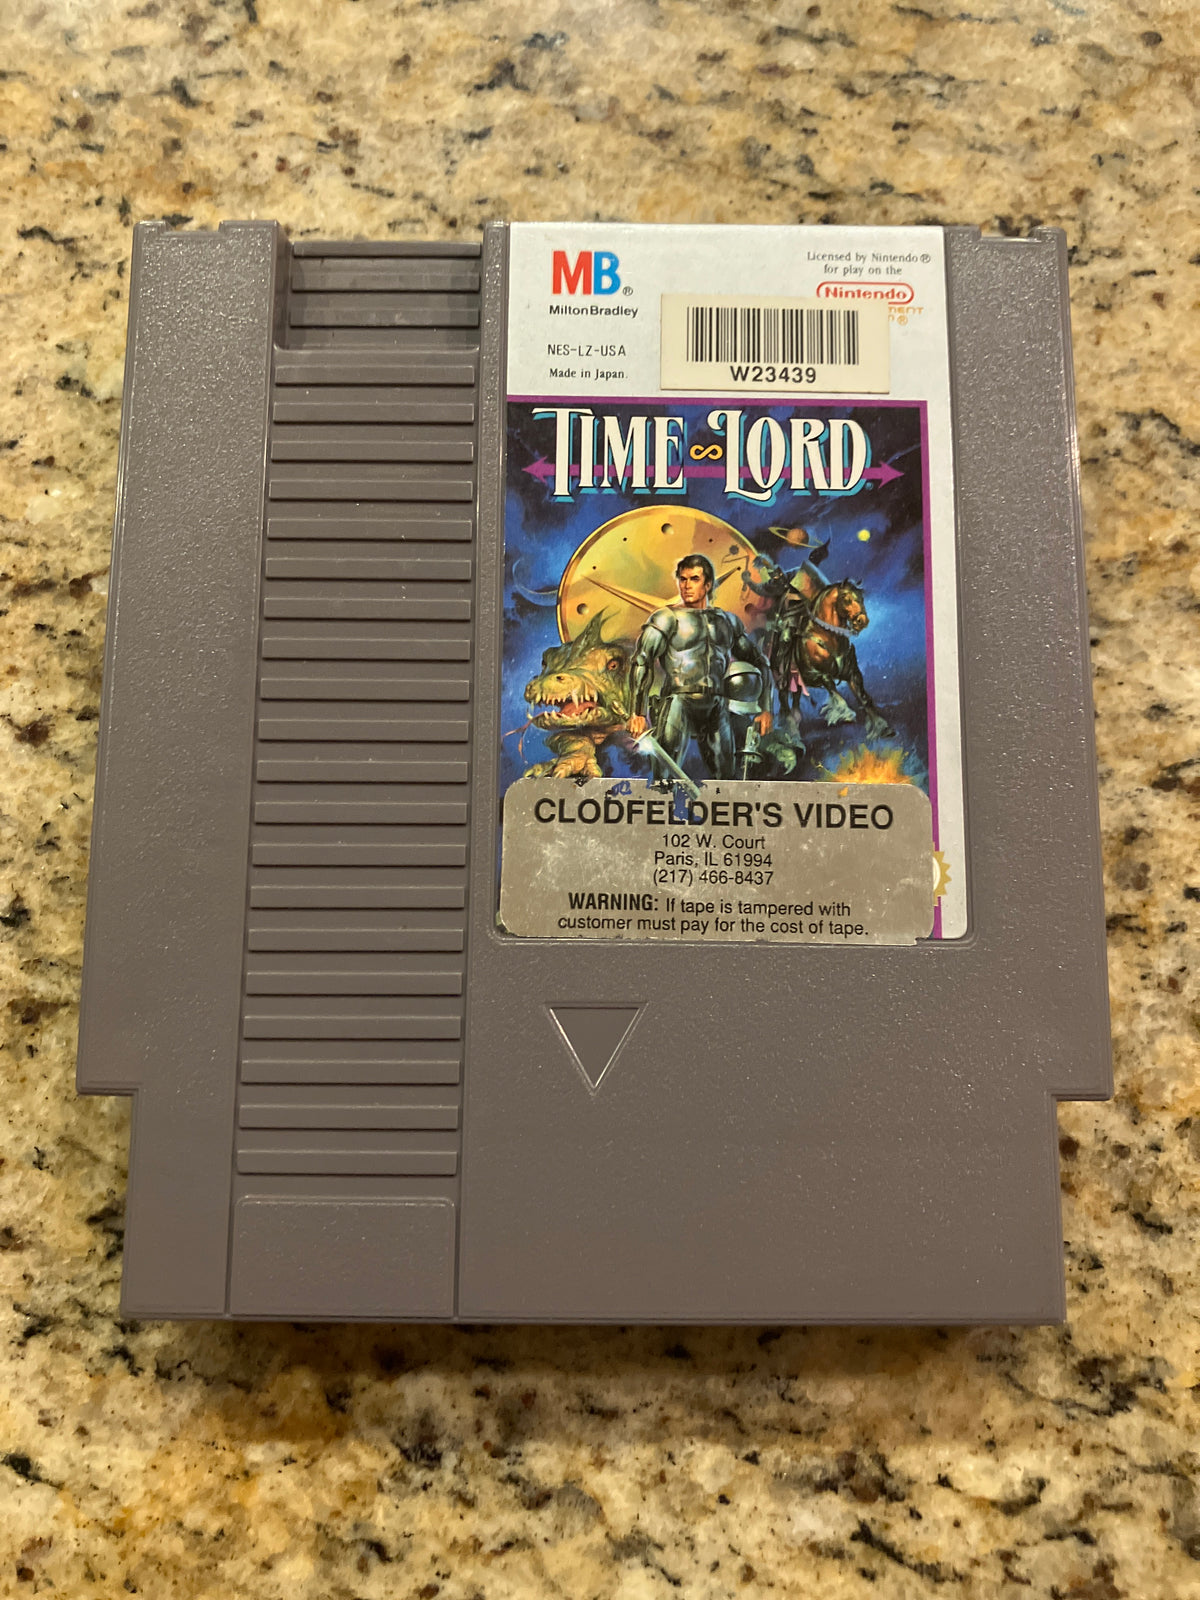 MB®
MiltonBradley
NES-LZ-USA
Made in Japan.
Licensed by Nintendo®
for play on the
Nintendo
W23439
TIME LORD
CLODFELDER'S VIDEO
102 W. Court
Paris, IL 61994
(217) 466-8437
WARNING: If tape is tampered with
customer must pay for the cost of tape.